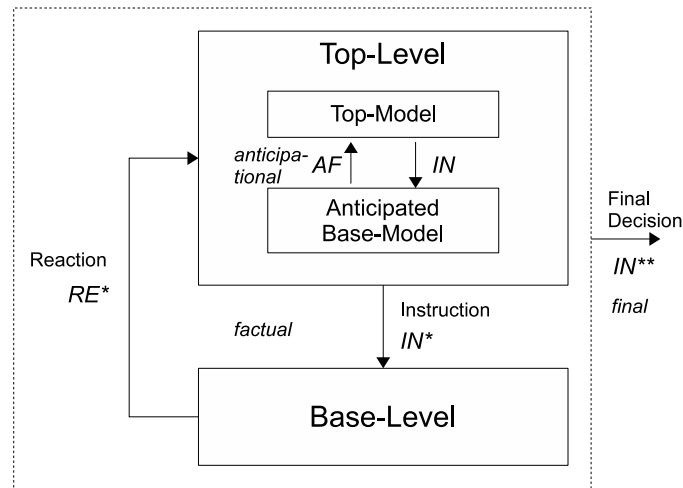 Top-Level
Top-Model
anticipa-
tional
AF
IN
Anticipated
Base-Model
Final
Decision
IN**
final
Reaction
RE*
factual
Instruction
IN*
Base-Level